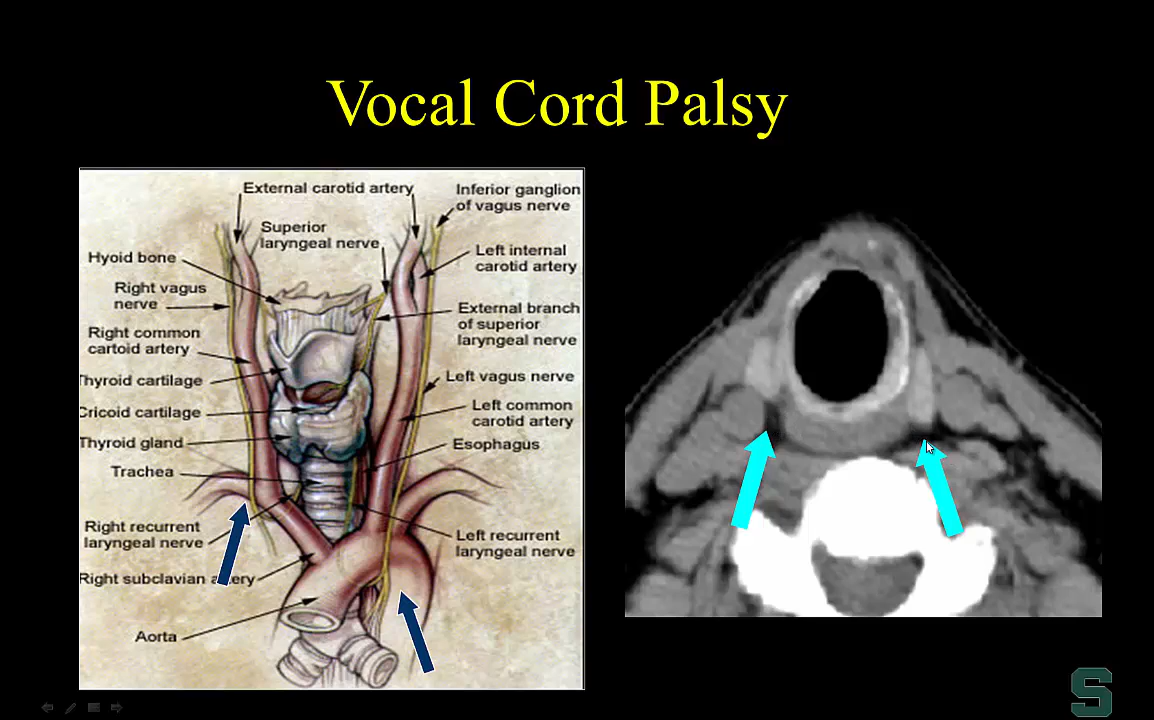 Vocal Cord Palsy
External carotid artery
Inferior ganglion
of vagus nerve
Superior
laryngeal nerve
Left internal
carotid artery
Hyoid bone
Right vagus
nerve
External branch
of superior
laryngeal nerve
Right common
cartoid artery
Left vagus nerve
Thyroid cartilage
Left common
carotid artery
Cricoid cartilage
Thyroid gland
Esophagus
Trachea
Right recurrent
laryngeal nerve
Left recurrent
laryngeal nerve
Right subclavian artery
Aorta
S